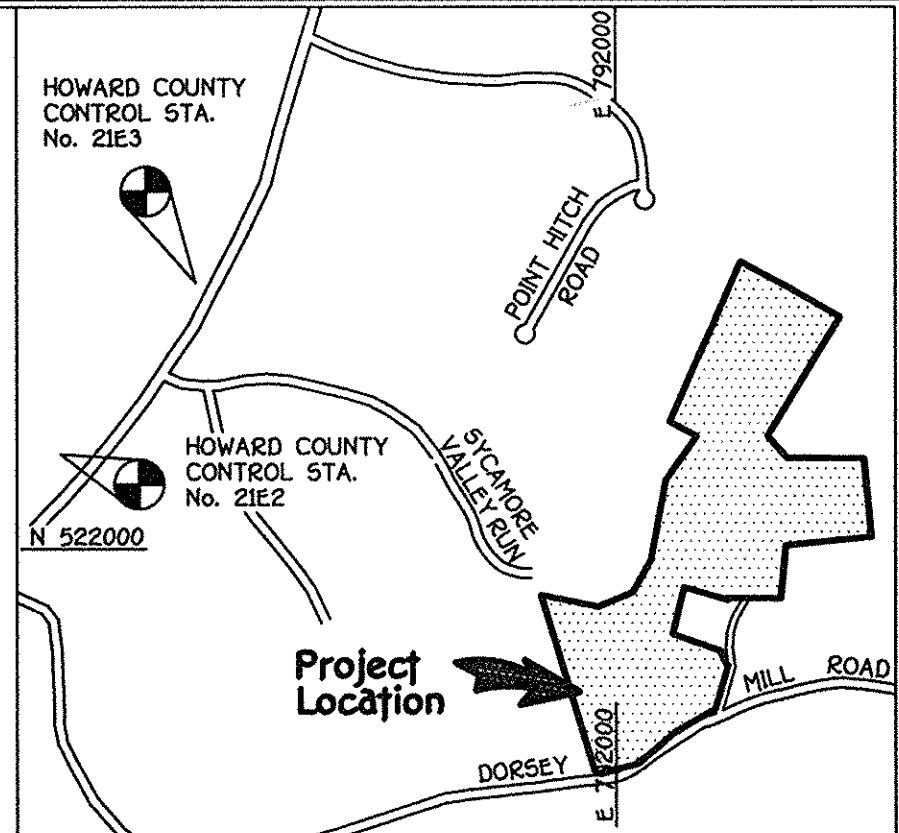 HOWARD COUNTY
CONTROL STA.
No. 21E3
E 792000
POINT HITCH
ROAD
HOWARD COUNTY
CONTROL STA.
No. 21E2
SYCAMORE
VALLEY RUN
N 522000
Project
Location
MILL ROAD
DORSEY
E 792000